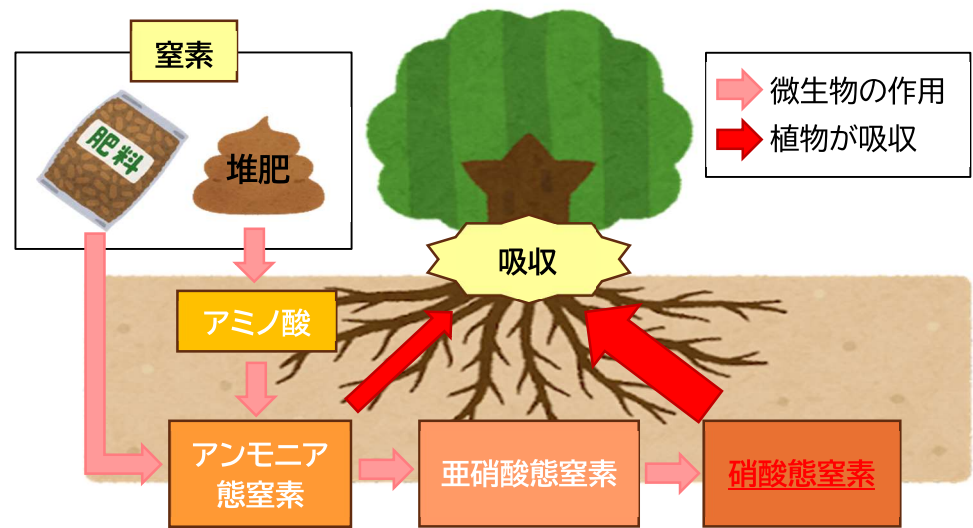 窒素
肥料
堆肥
微生物の作用
植物が吸収
吸収
アミノ酸
アンモニア
態窒素
亜硝酸態窒素
硝酸態窒素